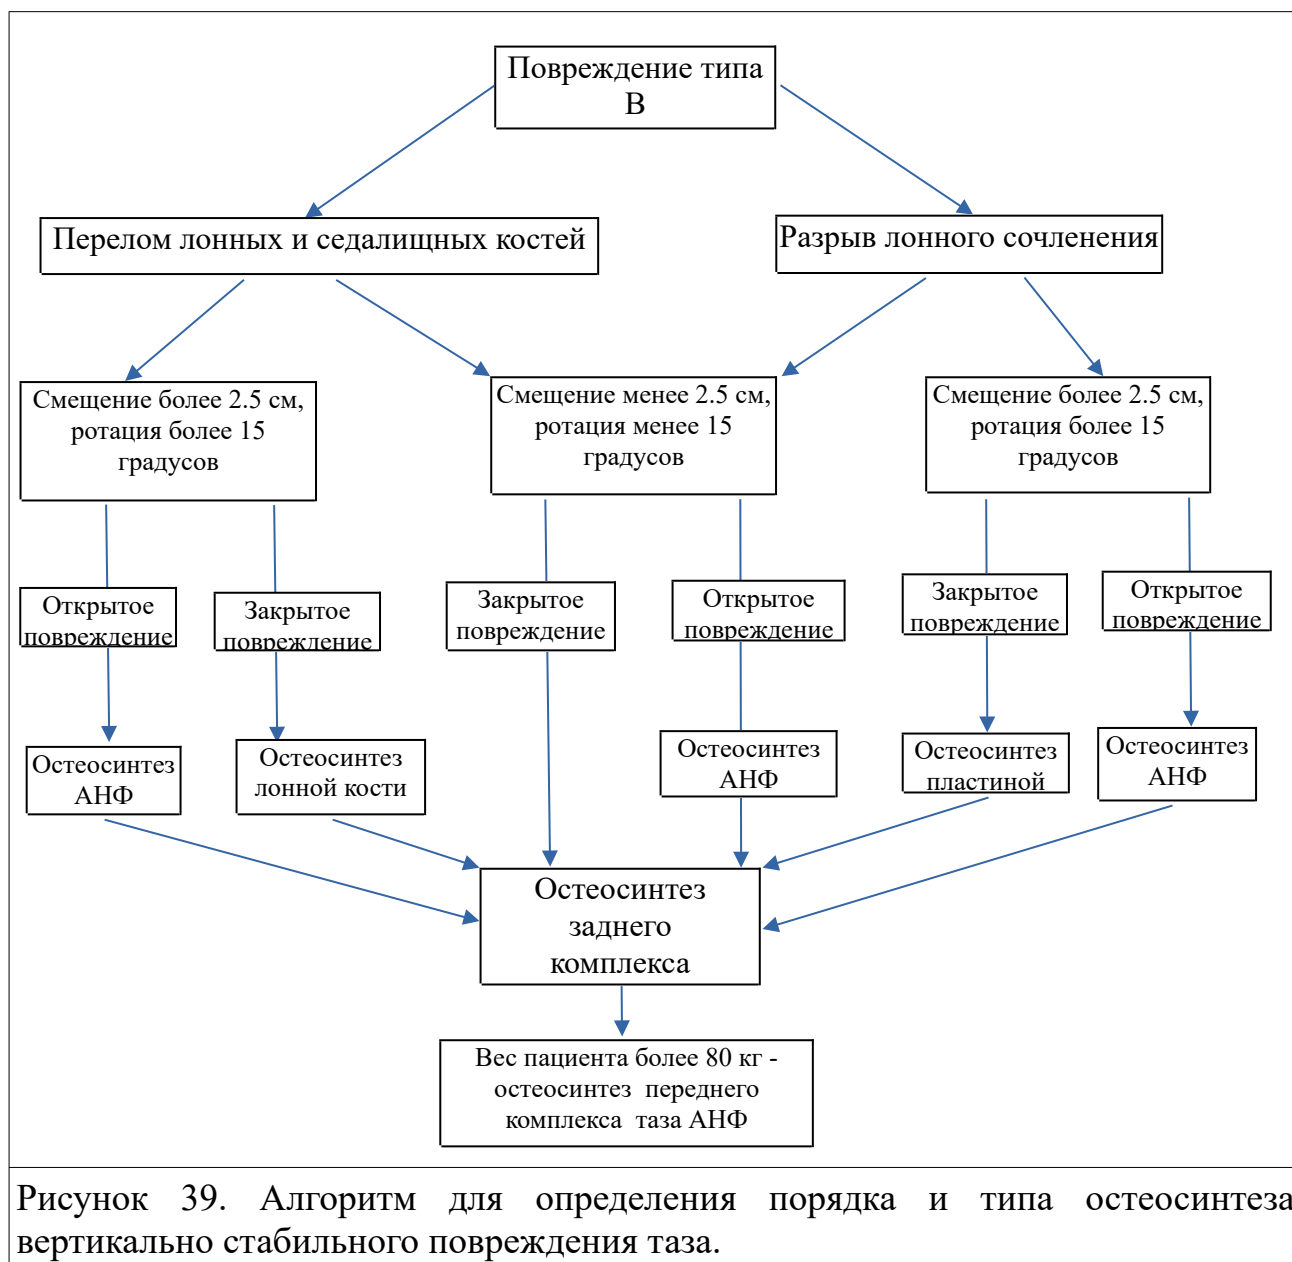 Повреждение типа
В
Перелом лонных и седалищных костей
Разрыв лонного сочленения
Смещение более 2.5 см,
ротация более 15
градусов
Смещение менее 2.5 см,
ротация менее 15
градусов
Смещение более 2.5 см,
ротация более 15
градусов
Открытое
повреждение
Закрытое
повреждение
Закрытое
повреждение
Открытое
повреждение
Закрытое
повреждение
Открытое
повреждение
Остеосинтез
АНФ
Остеосинтез
лонной кости
Остеосинтез
АНФ
Остеосинтез
пластиной
Остеосинтез
АНФ
Остеосинтез
заднего
комплекса
Вес пациента более 80 кг -
остеосинтез переднего
комплекса таза АНФ
Рисунок 39. Алгоритм для определения порядка и типа остеосинтеза
вертикально стабильного повреждения таза.